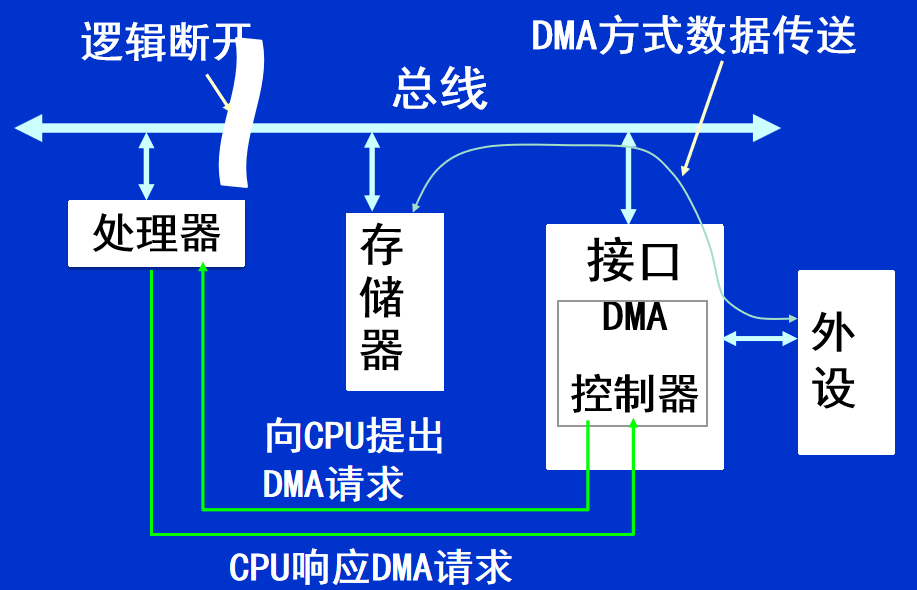 逻辑断开
DMA方式数据传送
总线
处理器
存
储
器
接口
DMA
控制器
外
设
向CPU提出
DMA请求
CPU响应DMA请求